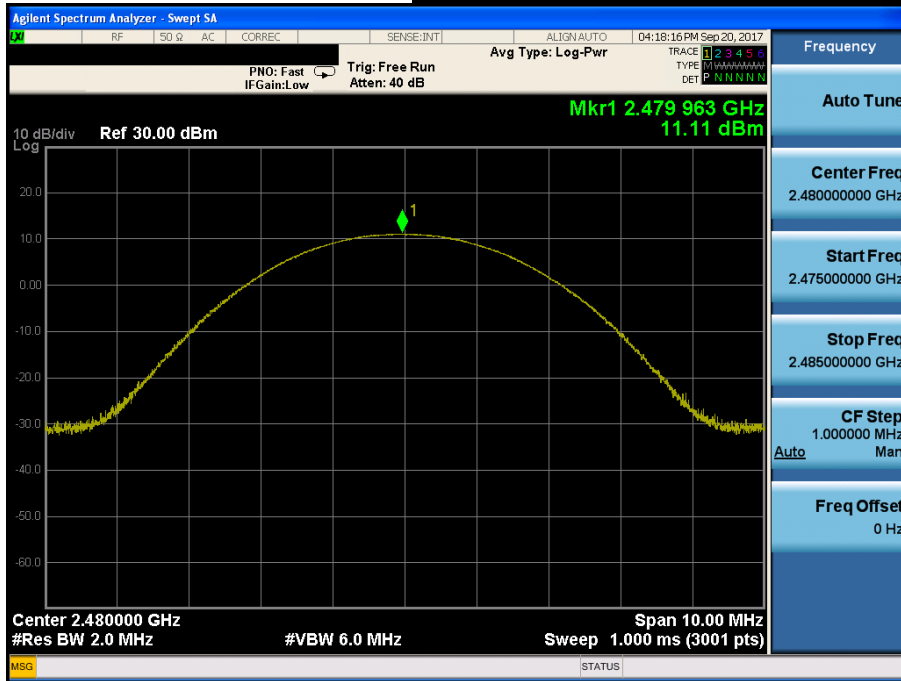 Agilent Spectrum Analyzer - Swept SA
LXI RF 50 Ω AC CORREC SENSE:INT ALIGNAUTO 04:18:16 PM Sep 20, 2017
Frequency
PNO: Fast
IFGain:Low
Trig: Free Run
Atten: 40 dB
Avg Type: Log-Pwr
TRACE 1 2 3 4 5 6
TYPE M
DET P N N N N N
Auto Tune
Mkr1 2.479 963 GHz
11.11 dBm
10 dB/div Ref 30.00 dBm
Log
1
20.0
10.0
0.00
-10.0
-20.0
-30.0
-40.0
-50.0
-60.0
Center Freq
2.480000000 GHz
Start Freq
2.475000000 GHz
Stop Freq
2.485000000 GHz
CF Step
1.000000 MHz
Auto Man
Freq Offset
0 Hz
Center 2.480000 GHz Span 10.00 MHz
#Res BW 2.0 MHz #VBW 6.0 MHz Sweep 1.000 ms (3001 pts)
MSG STATUS